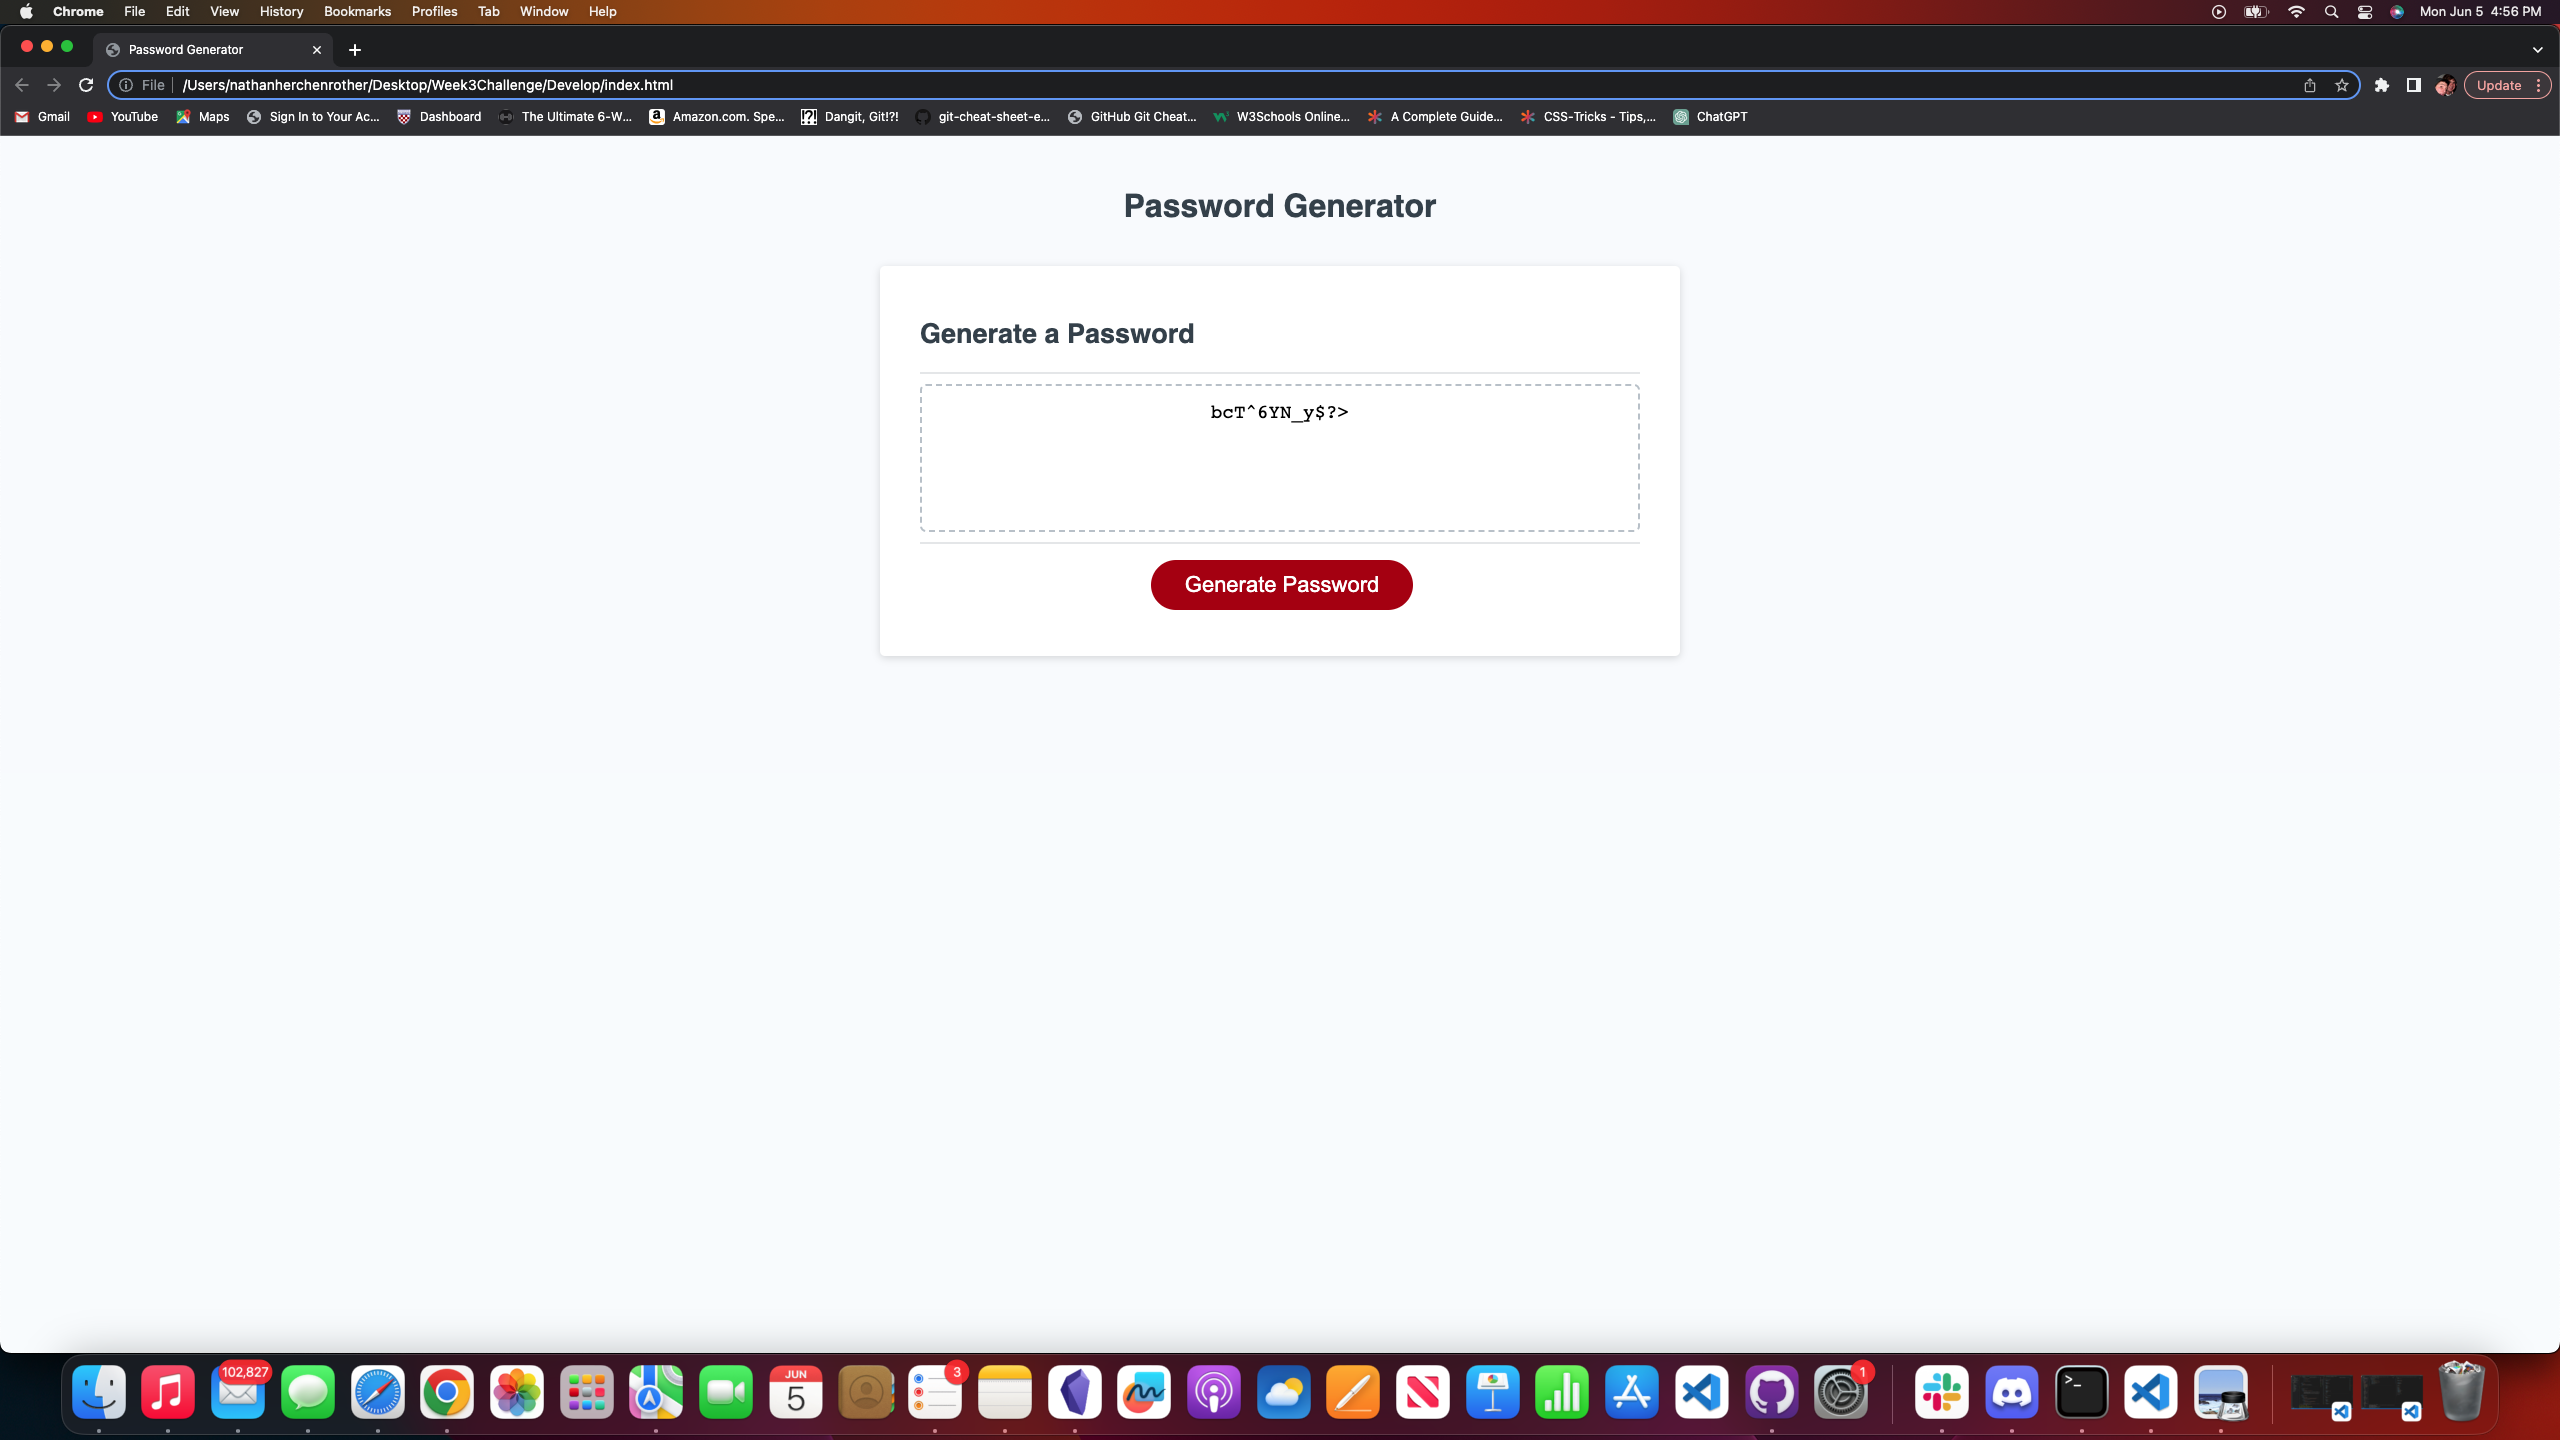 Chrome File Edit View History Bookmarks Profiles Tab Window Help Mon Jun 5 4:56 PM
Password Generator
File /Users/nathanherchenrother/Desktop/Week3Challenge/Develop/index.html Update
Gmail YouTube Maps Sign In to Your Ac... Dashboard The Ultimate 6-W... Amazon.com. Spe... Dangit, Git!?! git-cheat-sheet-e... GitHub Git Cheat... W3Schools Online... A Complete Guide... CSS-Tricks - Tips,... ChatGPT
Password Generator
Generate a Password
bcT^6YN_y$?>
Generate Password
102,827 JUN 5 3 1